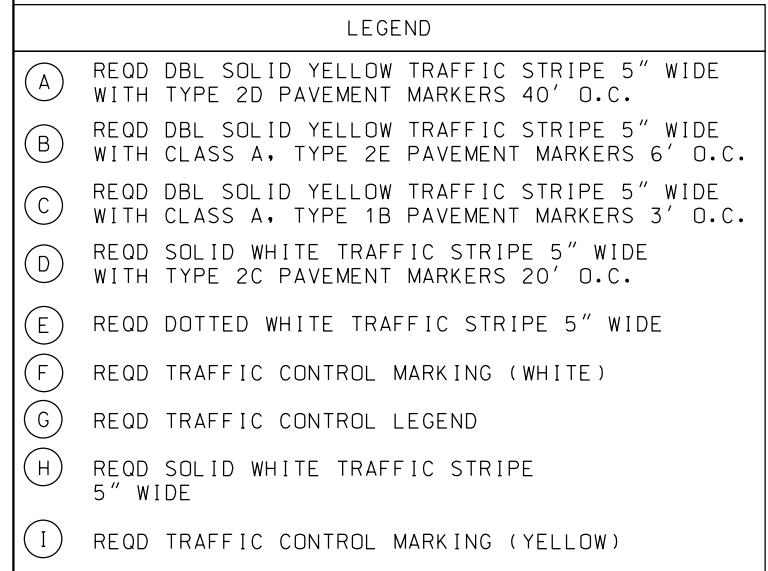 LEGEND
A REQD DBL SOLID YELLOW TRAFFIC STRIPE 5" WIDE
WITH TYPE 2D PAVEMENT MARKERS 40' O.C.
B REQD DBL SOLID YELLOW TRAFFIC STRIPE 5" WIDE
WITH CLASS A, TYPE 2E PAVEMENT MARKERS 6' O.C.
C REQD DBL SOLID YELLOW TRAFFIC STRIPE 5" WIDE
WITH CLASS A, TYPE 1B PAVEMENT MARKERS 3' O.C.
D REQD SOLID WHITE TRAFFIC STRIPE 5" WIDE
WITH TYPE 2C PAVEMENT MARKERS 20' O.C.
E REQD DOTTED WHITE TRAFFIC STRIPE 5" WIDE
F REQD TRAFFIC CONTROL MARKING (WHITE)
G REQD TRAFFIC CONTROL LEGEND
H REQD SOLID WHITE TRAFFIC STRIPE
5" WIDE
I REQD TRAFFIC CONTROL MARKING (YELLOW)